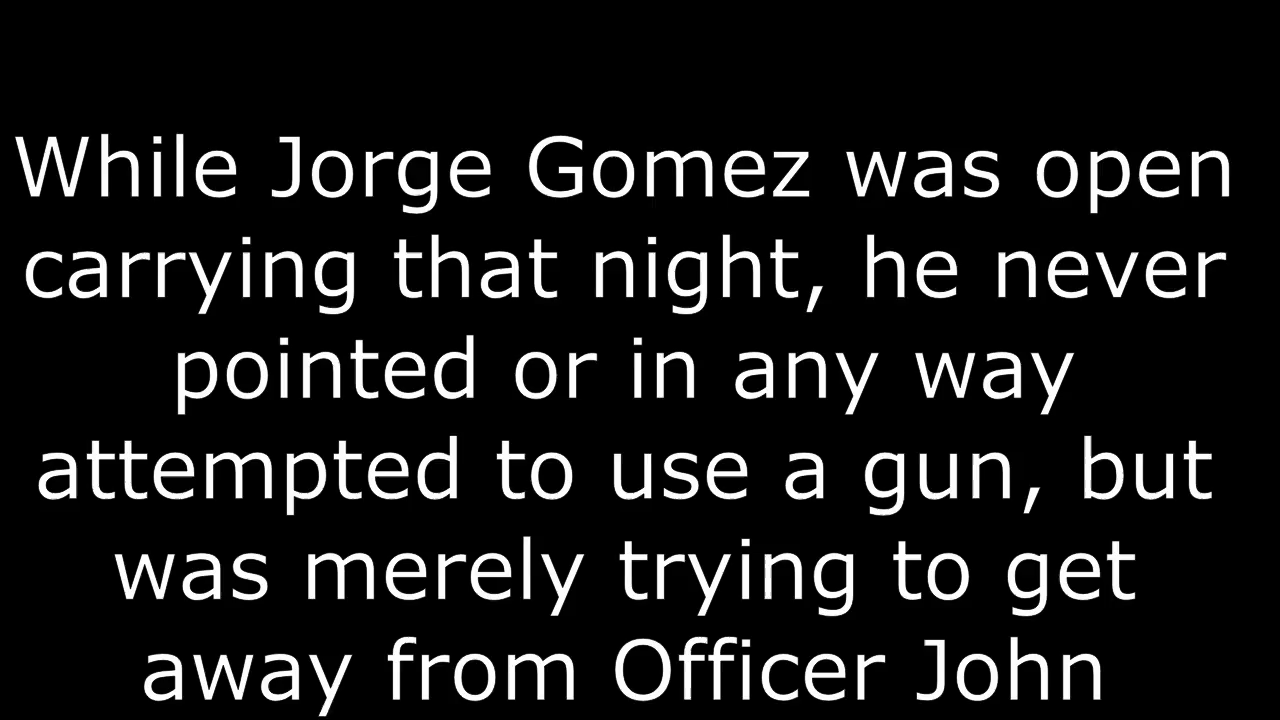 While Jorge Gomez was open
carrying that night, he never
pointed or in any way
attempted to use a gun, but
was merely trying to get
away from Officer John